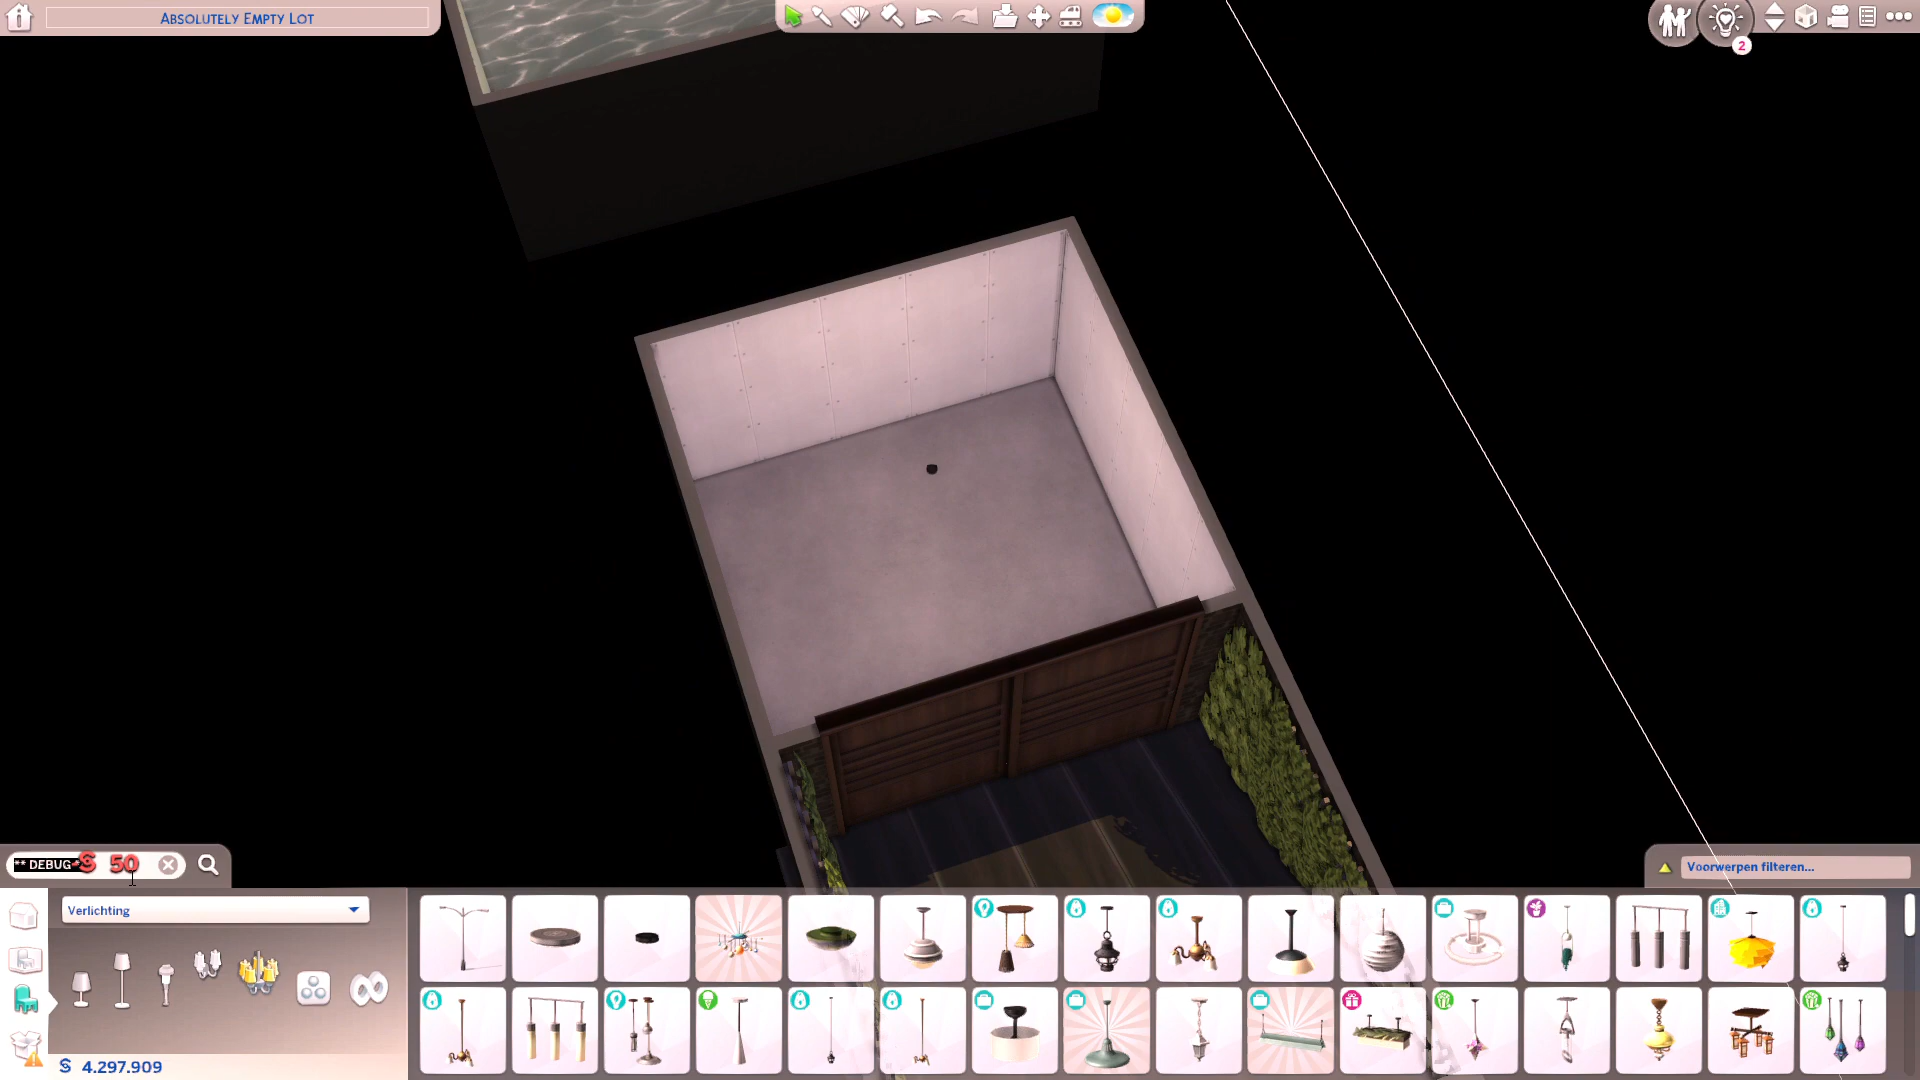 Absolutely Empty Lot
2
** DEBUG *
-§ 50
Voorwerpen filteren...
Verlichting
§ 4.297.909